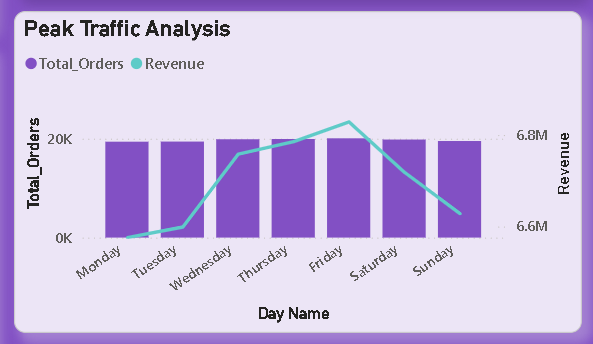 Peak Traffic Analysis
Total_Orders Revenue
Total_Orders
20K
0K
6.8M
6.6M
Revenue
Monday
Tuesday
Wednesday
Thursday
Friday
Saturday
Sunday
Day Name